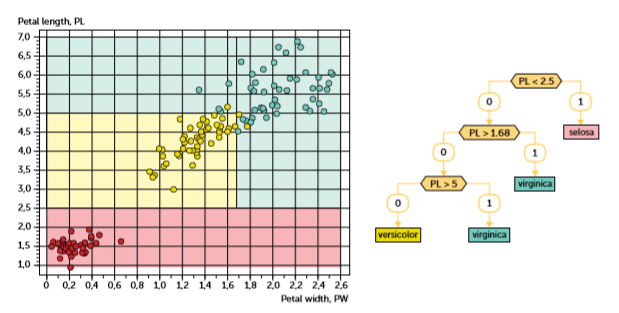 Petal length, PL
7,0
6,5
6,0
5,5
5,0
4,5
4,0
3,5
3,0
2,5
2,0
1,5
1,0
0 0,2 0,4 0,6 0,8 1,0 1,2 1,4 1,6 1,8 2,0 2,2 2,4 2,6
Petal width, PW
PL < 2.5
0 1
PL > 1.68 selosa
0 1
PL > 5 virginica
0 1
versicolor virginica